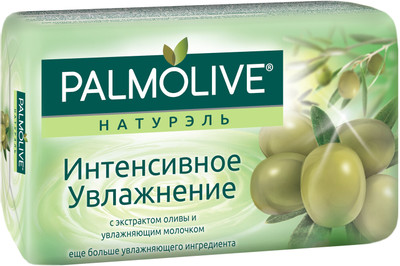 PALMOLIVE®
НАТУРЭЛЬ
Интенсивное
Увлажнение
с экстрактом оливы и
увлажняющим молочком
еще больше увлажняющего ингредиента